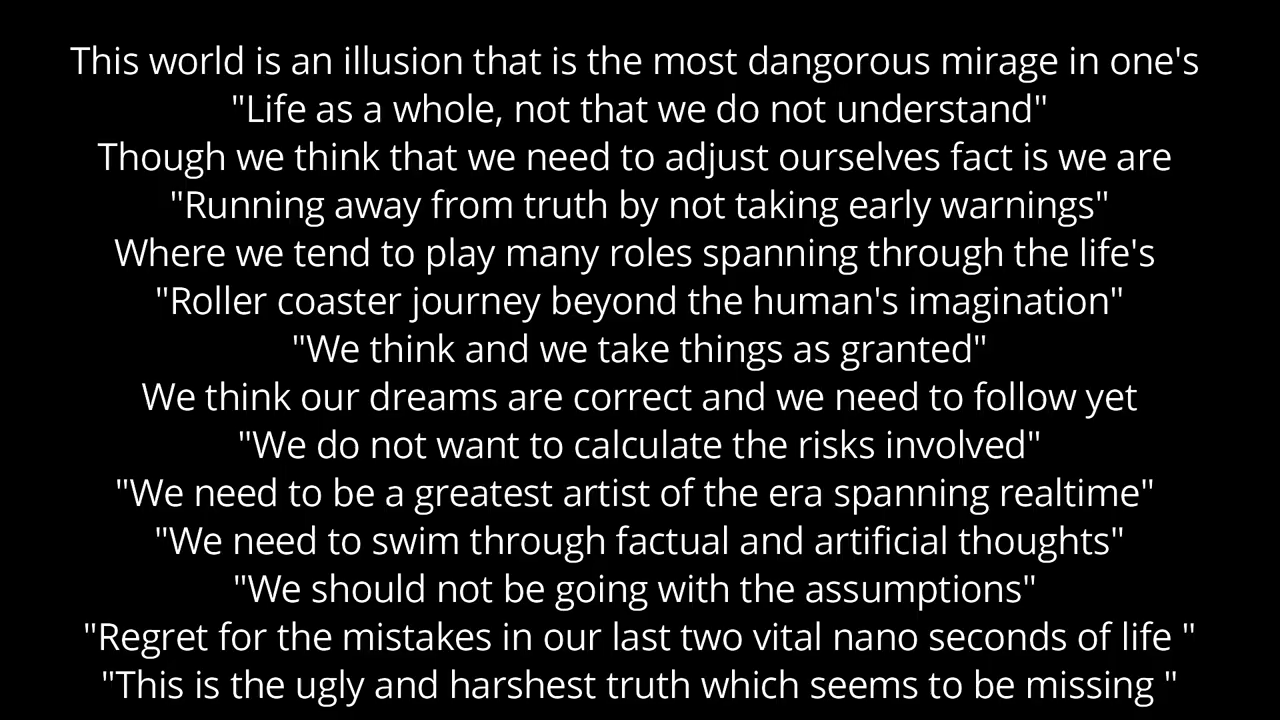 This world is an illusion that is the most dangorous mirage in one's
"Life as a whole, not that we do not understand"
Though we think that we need to adjust ourselves fact is we are
"Running away from truth by not taking early warnings"
Where we tend to play many roles spanning through the life's
"Roller coaster journey beyond the human's imagination"
"We think and we take things as granted"
We think our dreams are correct and we need to follow yet
"We do not want to calculate the risks involved"
"We need to be a greatest artist of the era spanning realtime"
"We need to swim through factual and artificial thoughts"
"We should not be going with the assumptions"
"Regret for the mistakes in our last two vital nano seconds of life "
"This is the ugly and harshest truth which seems to be missing "